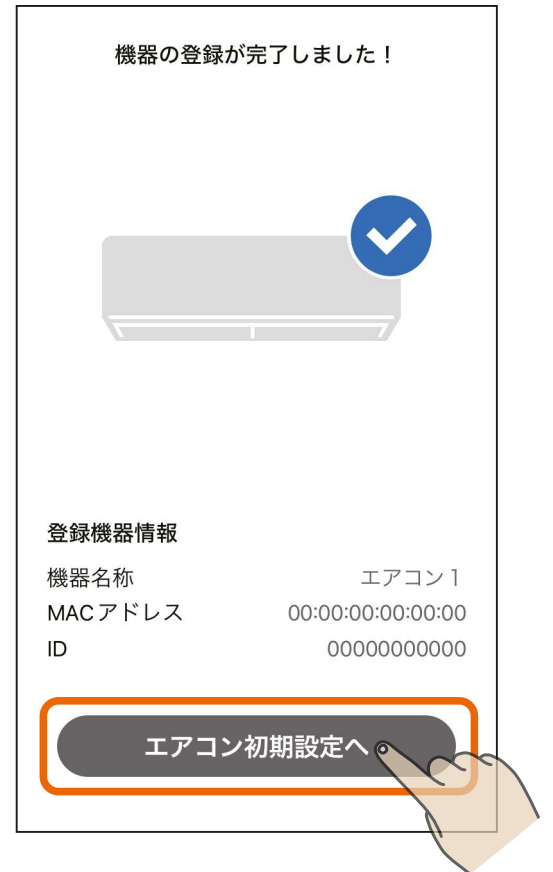 機器の登録が完了しました！
登録機器情報
機器名称 エアコン1
MACアドレス 00:00:00:00:00:00
ID 00000000000
エアコン初期設定へ